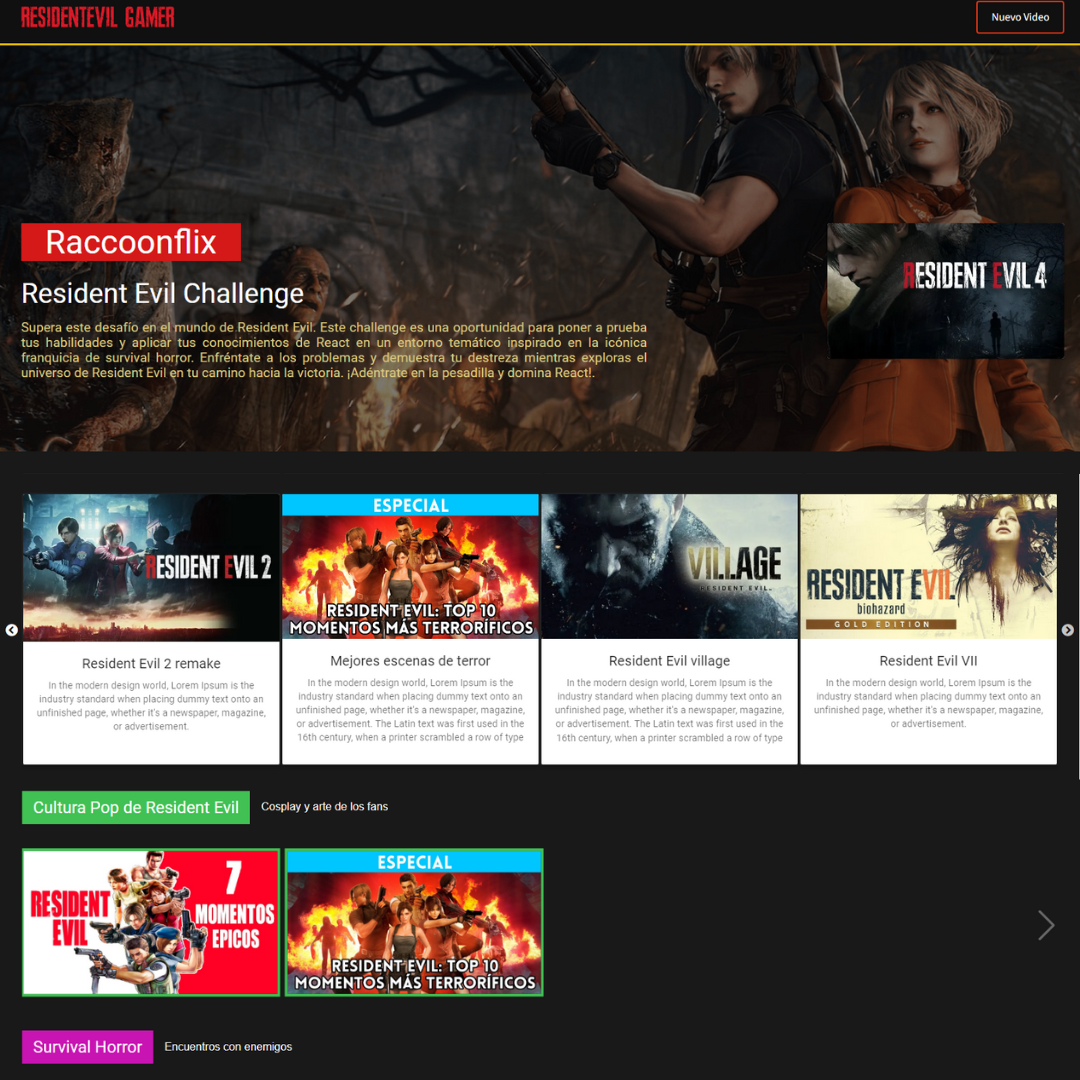 RESIDENTEVIL GAMER
Nuevo Video
Raccoonflix
Resident Evil Challenge
Supera este desafío en el mundo de Resident Evil. Este challenge es una oportunidad para poner a prueba
tus habilidades y aplicar tus conocimientos de React en un entorno temático inspirado en la icónica
franquicia de survival horror. Enfréntate a los problemas y demuestra tu destreza mientras exploras el
universo de Resident Evil en tu camino hacia la victoria. ¡Adéntrate en la pesadilla y domina React!.
RESIDENT EVIL 4
RESIDENT EVIL 2
Resident Evil 2 remake
In the modern design world, Lorem Ipsum is the
industry standard when placing dummy text onto an
unfinished page, whether it's a newspaper, magazine,
or advertisement.
ESPECIAL
RESIDENT EVIL: TOP 10
MOMENTOS MÁS TERRORÍFICOS
Mejores escenas de terror
In the modern design world, Lorem Ipsum is the
industry standard when placing dummy text onto an
unfinished page, whether it's a newspaper, magazine,
or advertisement. The Latin text was first used in the
16th century, when a printer scrambled a row of type
VILLAGE
RESIDENT EVIL.
Resident Evil village
In the modern design world, Lorem Ipsum is the
industry standard when placing dummy text onto an
unfinished page, whether it's a newspaper, magazine,
or advertisement. The Latin text was first used in the
16th century, when a printer scrambled a row of type
RESIDENT EVIL
biohazard
GOLD EDITION
Resident Evil VII
In the modern design world, Lorem Ipsum is the
industry standard when placing dummy text onto an
unfinished page, whether it's a newspaper, magazine,
or advertisement.
Cultura Pop de Resident Evil
Cosplay y arte de los fans
RESIDENT
EVIL
7
MOMENTOS
EPICOS
ESPECIAL
RESIDENT EVIL: TOP 10
MOMENTOS MÁS TERRORÍFICOS
Survival Horror
Encuentros con enemigos